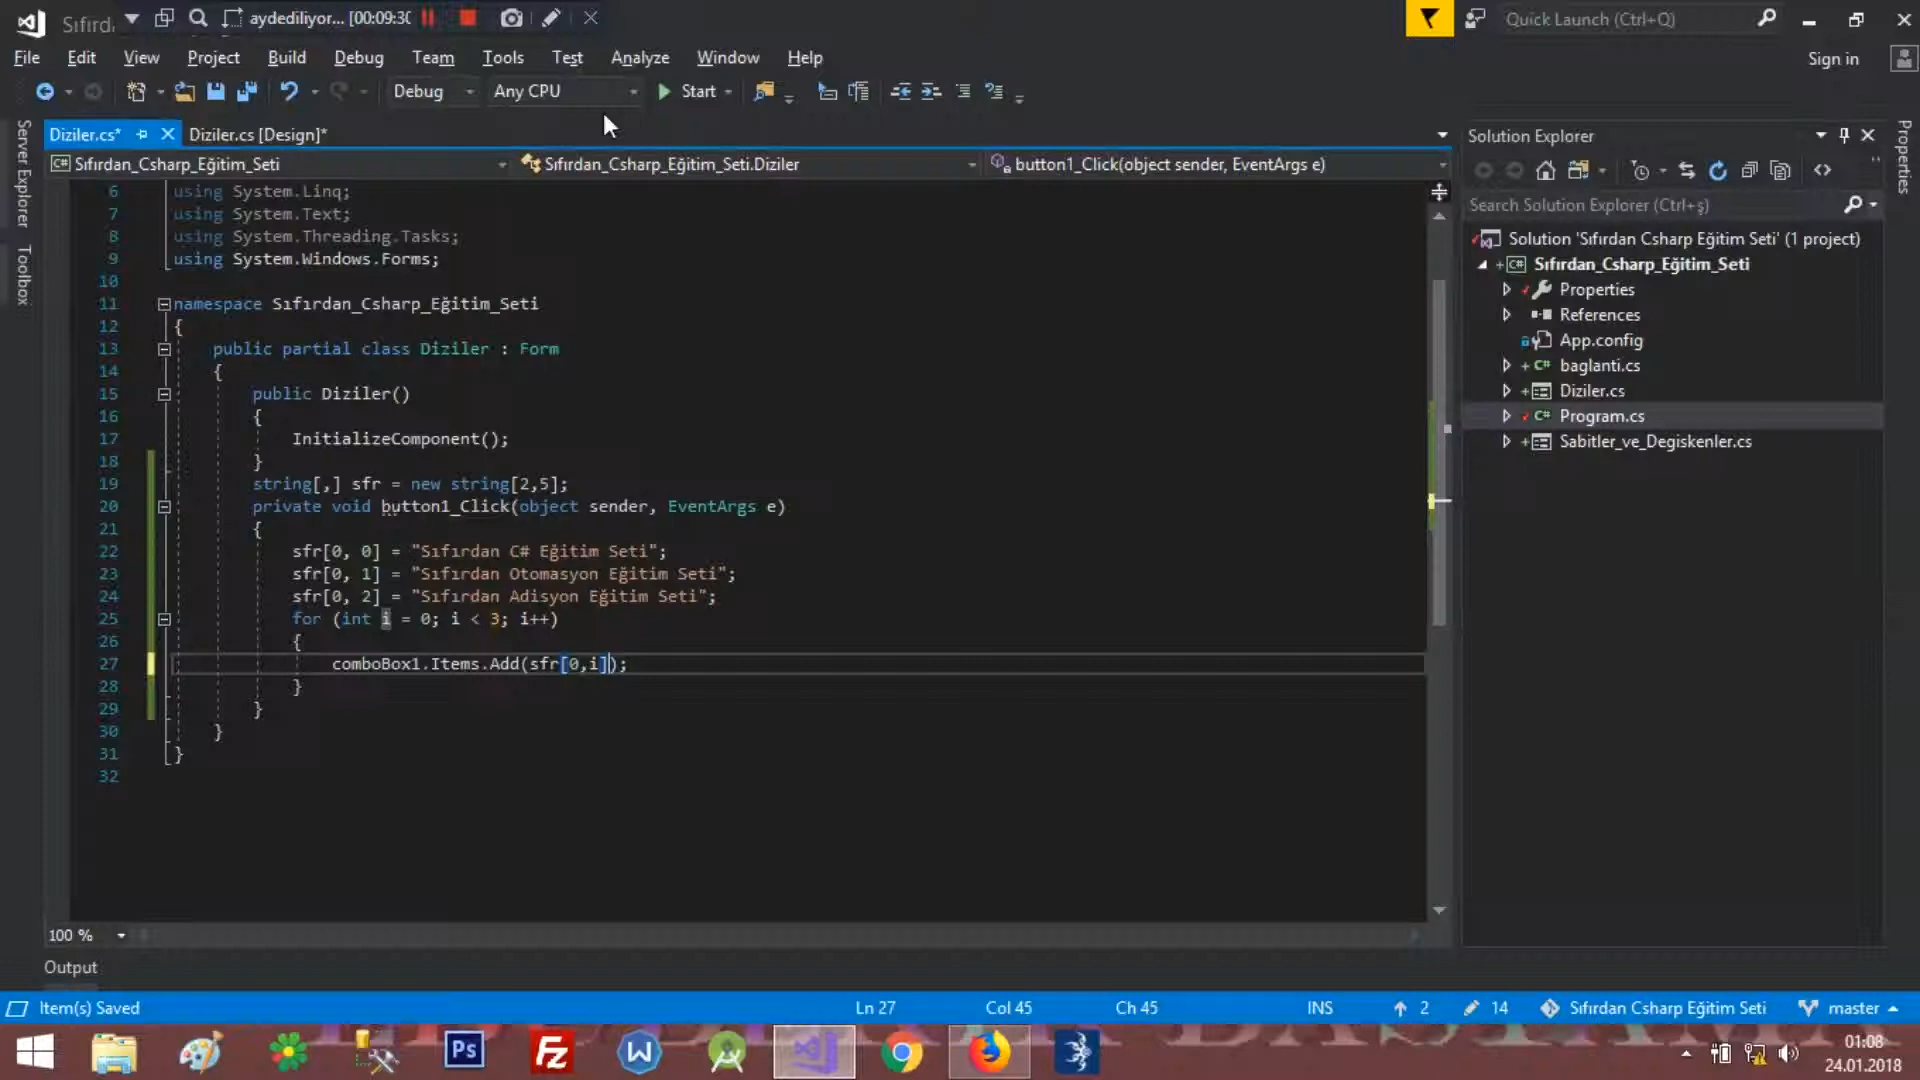 Sıfırda
aydediliyor... [00:09:30
Quick Launch (Ctrl+Q)
File Edit View Project Build Debug Team Tools Test Analyze Window Help
Sign in
Debug Any CPU Start
Server Explorer
Toolbox
Diziler.cs* Diziler.cs [Design]*
Sıfırdan_Csharp_Eğitim_Seti Sıfırdan_Csharp_Eğitim_Seti.Diziler button1_Click(object sender, EventArgs e)
6 using System.Linq;
7 using System.Text;
8 using System.Threading.Tasks;
9 using System.Windows.Forms;
10
11 namespace Sıfırdan_Csharp_Eğitim_Seti
12 {
13 public partial class Diziler : Form
14 {
15 public Diziler()
16 {
17 InitializeComponent();
18 }
19 string[,] sfr = new string[2,5];
20 private void button1_Click(object sender, EventArgs e)
21 {
22 sfr[0, 0] = "Sıfırdan C# Eğitim Seti";
23 sfr[0, 1] = "Sıfırdan Otomasyon Eğitim Seti";
24 sfr[0, 2] = "Sıfırdan Adisyon Eğitim Seti";
25 for (int i = 0; i < 3; i++)
26 {
27 comboBox1.Items.Add(sfr[0,i]);
28 }
29 }
30 }
31 }
32
100 %
Output
Solution Explorer
Properties
Search Solution Explorer (Ctrl+ş)
Solution 'Sıfırdan Csharp Eğitim Seti' (1 project)
Sıfırdan_Csharp_Eğitim_Seti
Properties
References
App.config
C# baglanti.cs
Diziler.cs
C# Program.cs
Sabitler_ve_Degiskenler.cs
Item(s) Saved Ln 27 Col 45 Ch 45 INS 2 14 Sıfırdan Csharp Eğitim Seti master
Ps
Fz
W
01:08
24.01.2018